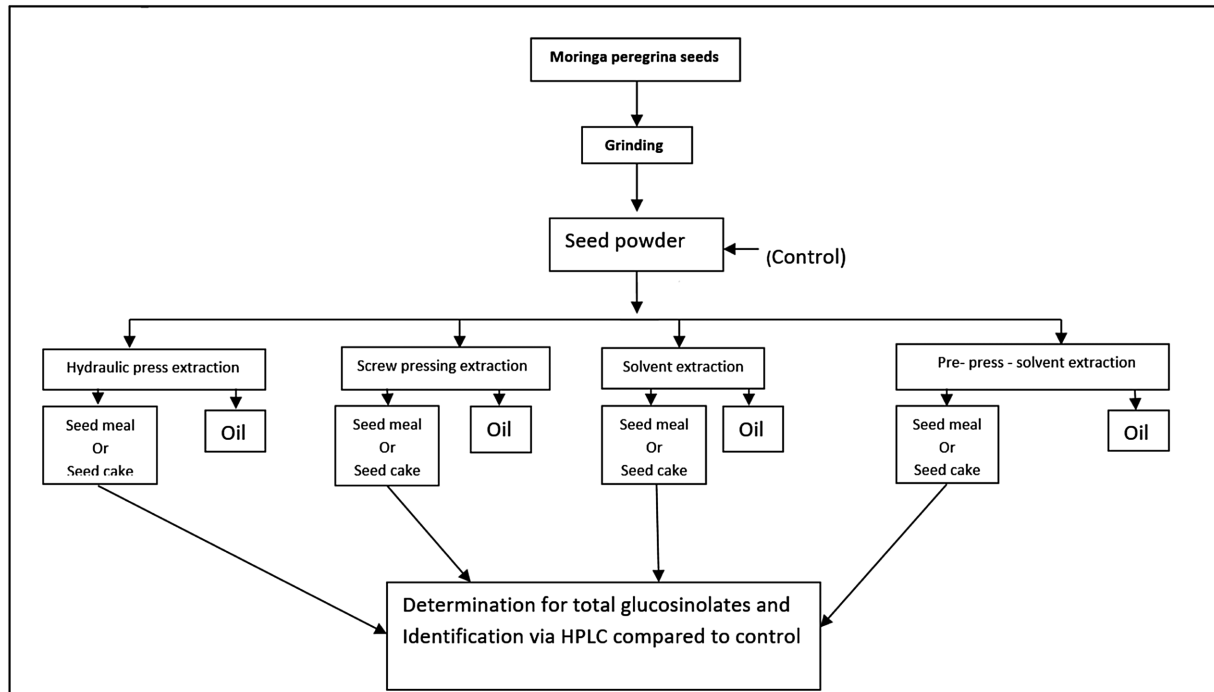 Moringa peregrina seeds
Grinding
Seed powder
(Control)
Hydraulic press extraction
Screw pressing extraction
Solvent extraction
Pre- press - solvent extraction
Seed meal
Or
Seed cake
Oil
Seed meal
Or
Seed cake
Oil
Seed meal
Or
Seed cake
Oil
Seed meal
Or
Seed cake
Oil
Determination for total glucosinolates and
Identification via HPLC compared to control